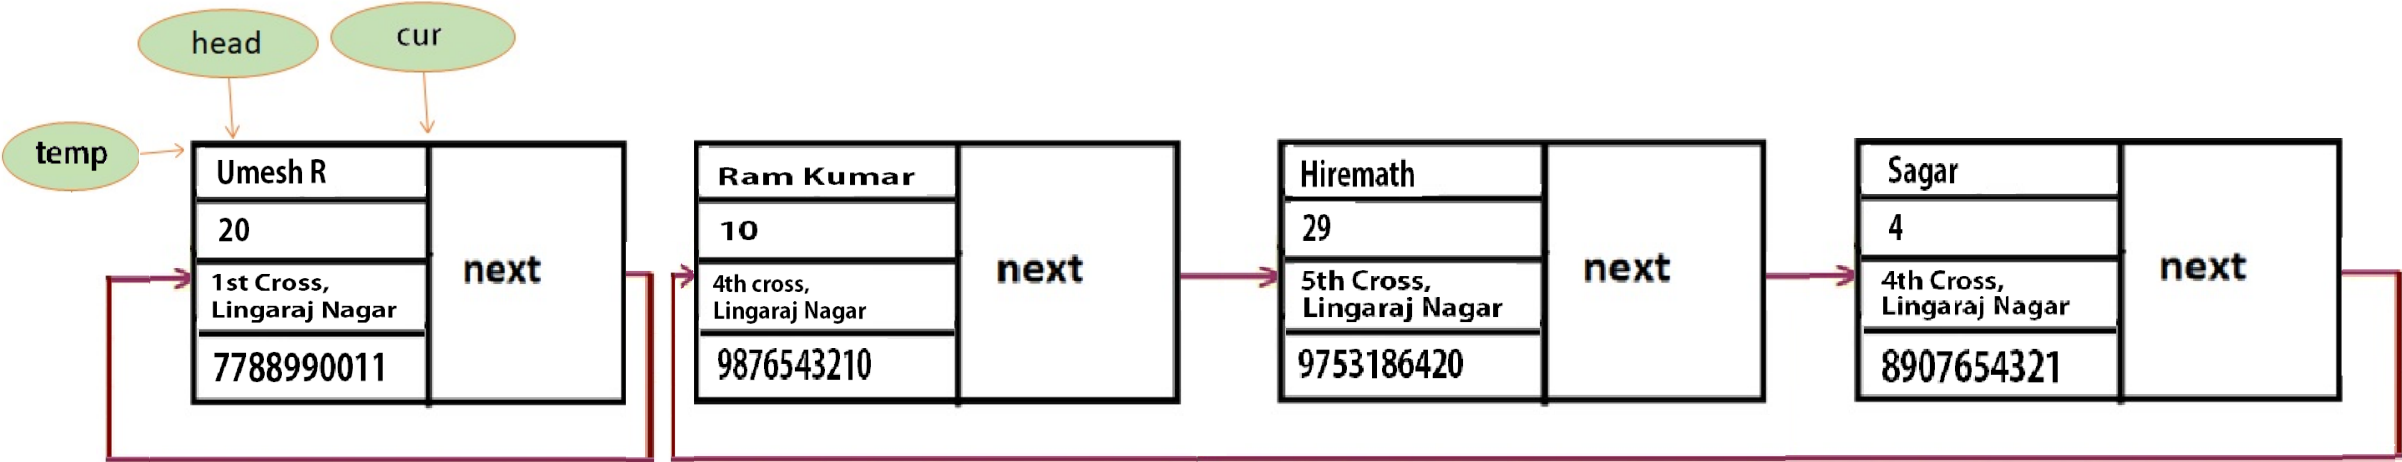 head
cur
temp
Umesh R
20
1st Cross,
Lingaraj Nagar
7788990011
next
Ram Kumar
10
4th cross,
Lingaraj Nagar
9876543210
next
Hiremath
29
5th Cross,
Lingaraj Nagar
9753186420
next
Sagar
4
4th Cross,
Lingaraj Nagar
8907654321
next